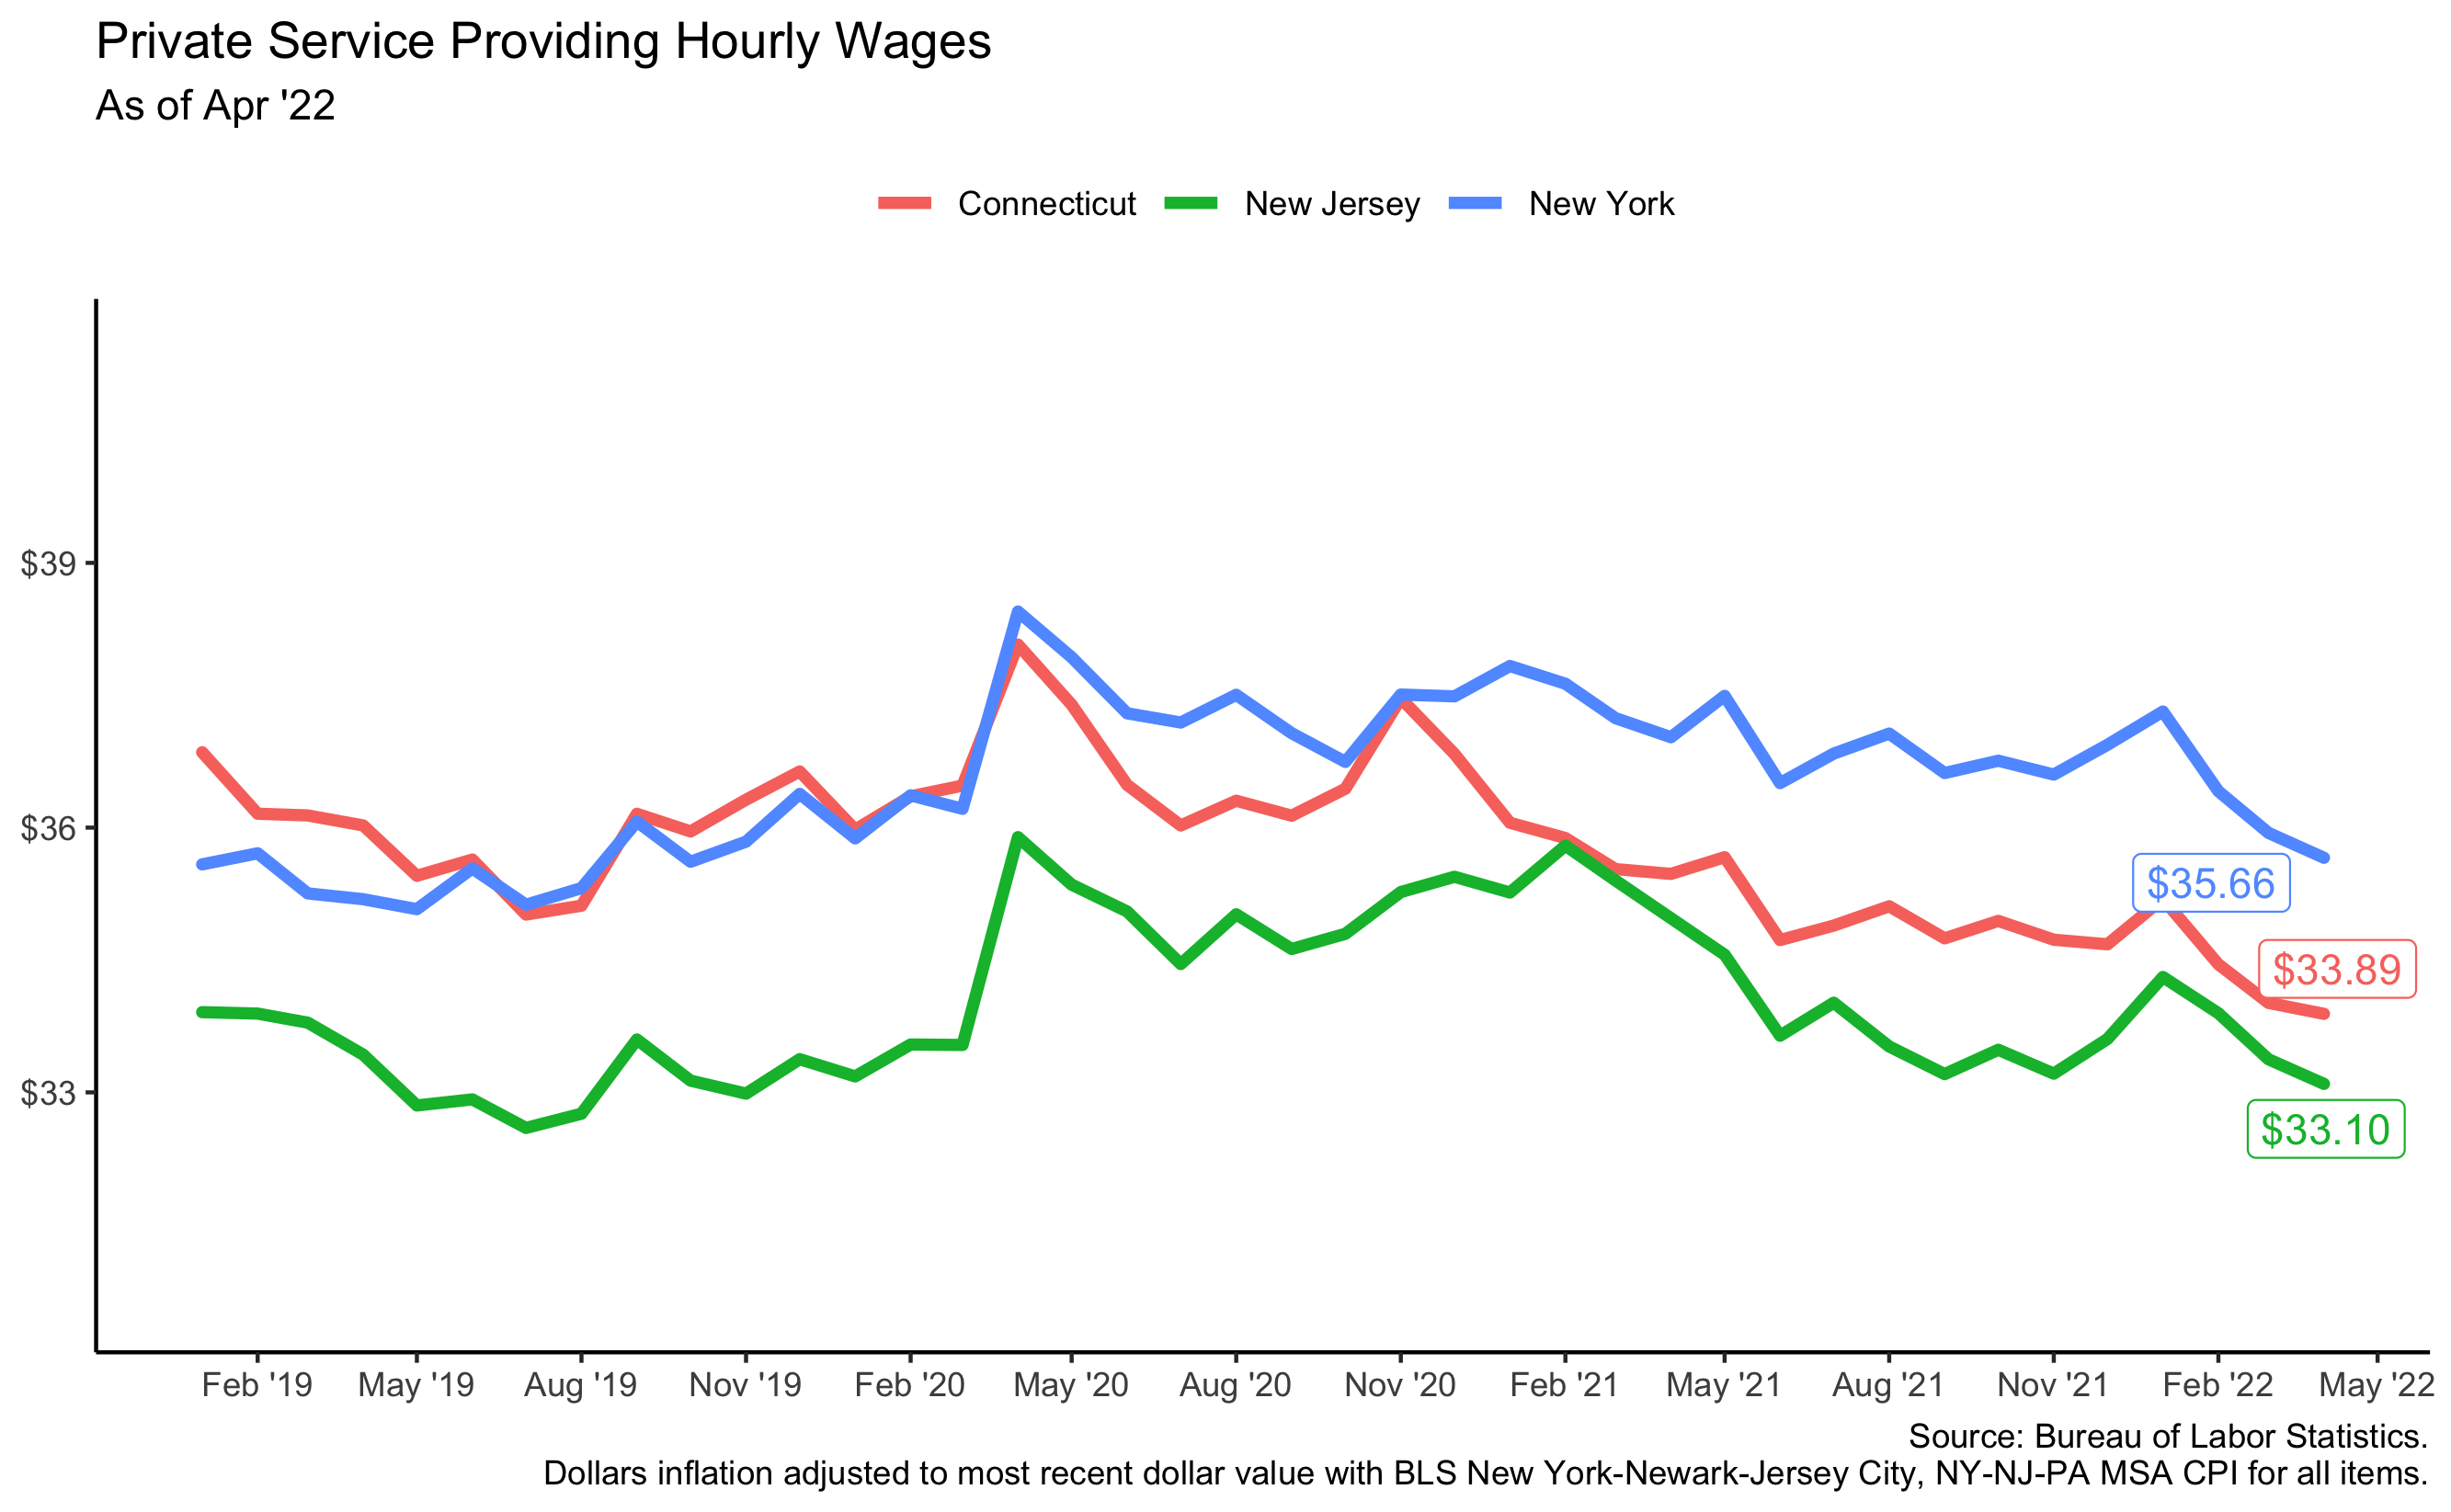 Private Service Providing Hourly Wages
As of Apr '22
Connecticut New Jersey New York
$39
$36
$33
$35.66
$33.89
$33.10
Feb '19 May '19 Aug '19 Nov '19 Feb '20 May '20 Aug '20 Nov '20 Feb '21 May '21 Aug '21 Nov '21 Feb '22 May '22
Source: Bureau of Labor Statistics.
Dollars inflation adjusted to most recent dollar value with BLS New York-Newark-Jersey City, NY-NJ-PA MSA CPI for all items.